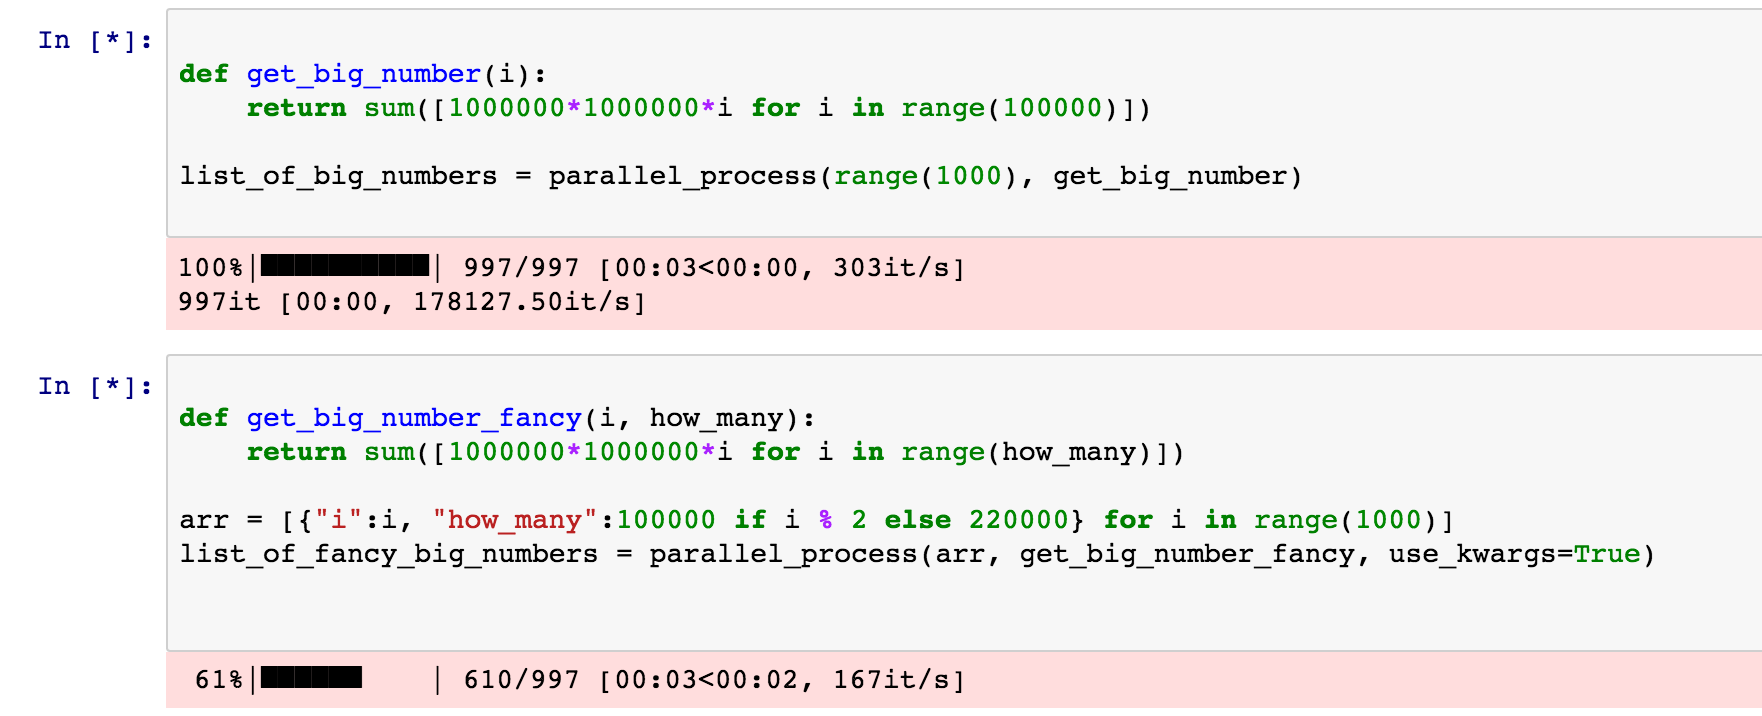 In [*]:
def get_big_number(i):
    return sum([1000000*1000000*i for i in range(100000)])
list_of_big_numbers = parallel_process(range(1000), get_big_number)
100%|██████████| 997/997 [00:03<00:00, 303it/s]
997it [00:00, 178127.50it/s]
In [*]:
def get_big_number_fancy(i, how_many):
    return sum([1000000*1000000*i for i in range(how_many)])
arr = [{"i":i, "how_many":100000 if i % 2 else 220000} for i in range(1000)]
list_of_fancy_big_numbers = parallel_process(arr, get_big_number_fancy, use_kwargs=True)
 61%|██████    | 610/997 [00:03<00:02, 167it/s]